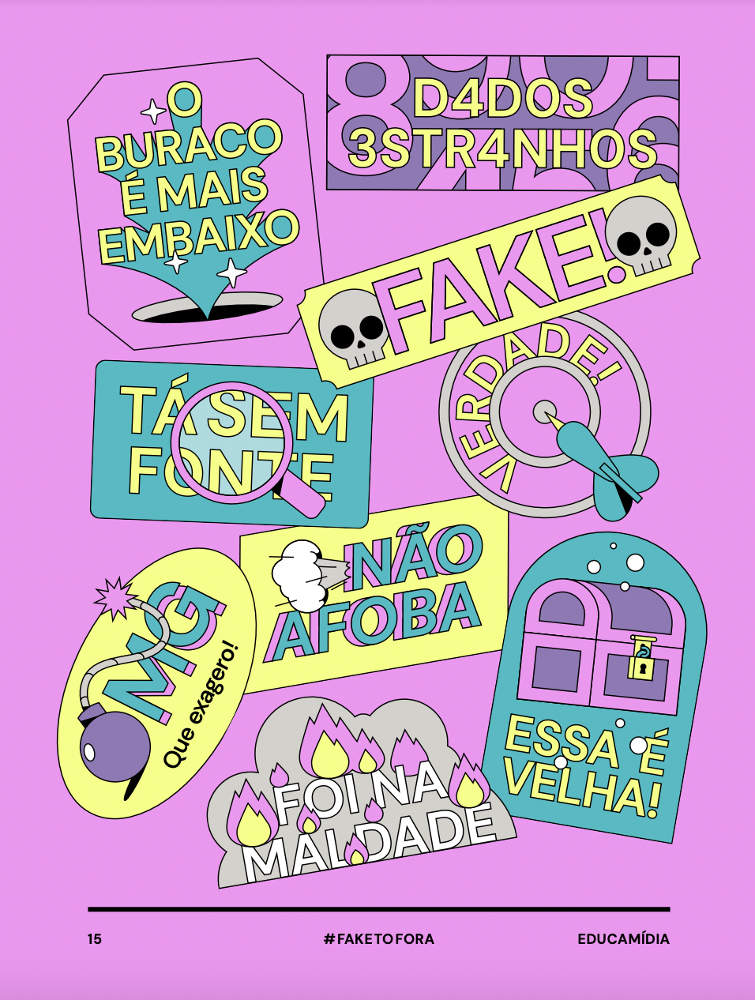 O
BURACO
É MAIS
EMBAIXO
D4DOS
3STR4NHOS
FAKE!
VERDADE!
TÁ SEM
FONTE
NÃO
AFOBA
MG
Que exagero!
ESSA É
VELHA!
FOI NA
MALDADE
15
#FAKETOFORA
EDUCAMÍDIA